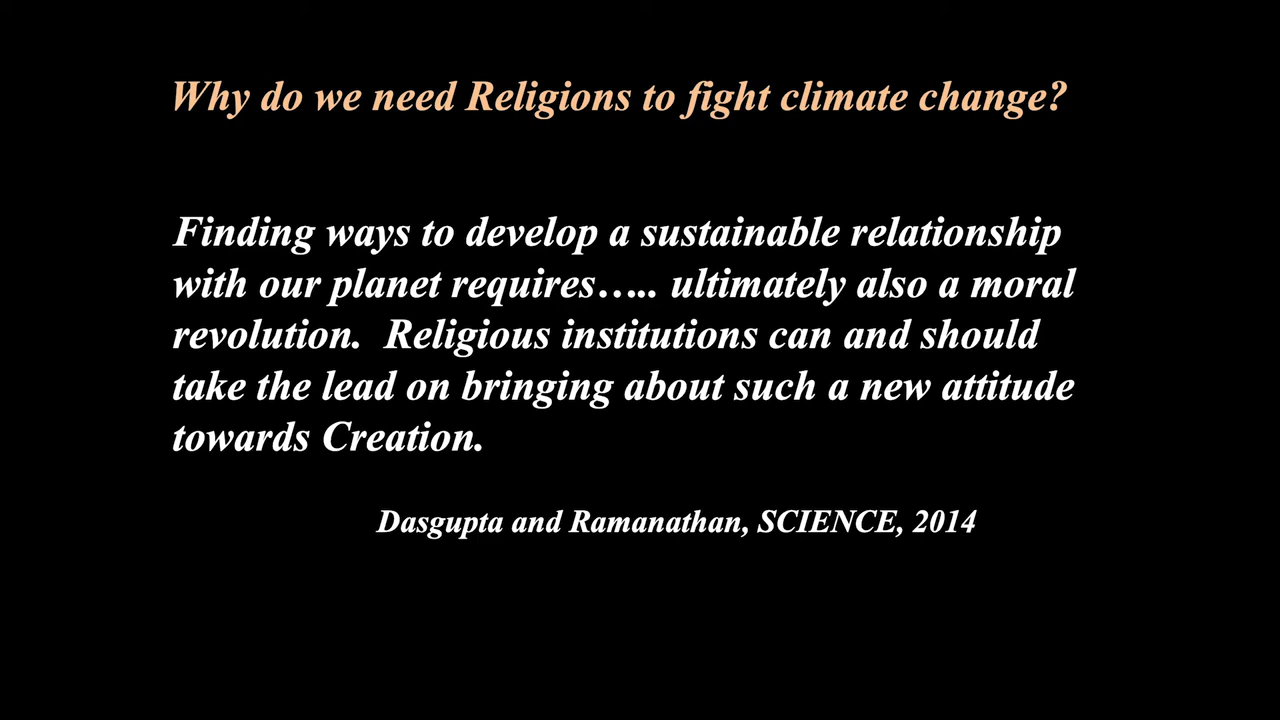 Why do we need Religions to fight climate change?
Finding ways to develop a sustainable relationship
with our planet requires….. ultimately also a moral
revolution.  Religious institutions can and should
take the lead on bringing about such a new attitude
towards Creation.
Dasgupta and Ramanathan, SCIENCE, 2014